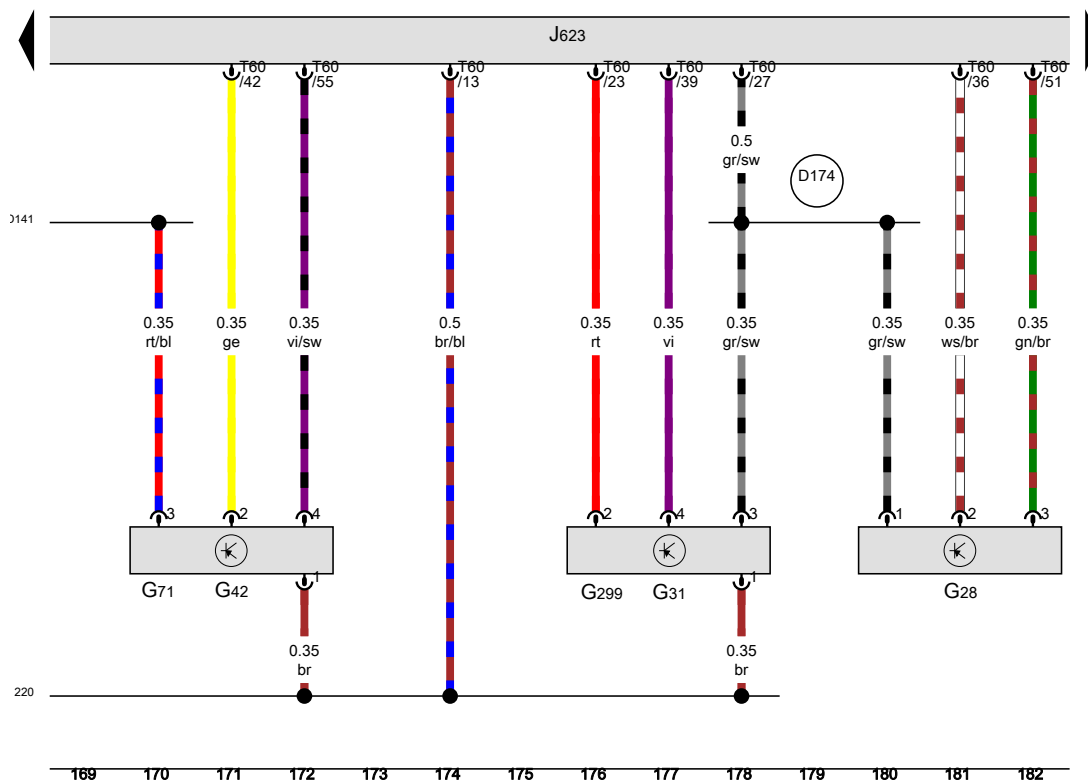 J623
T60 T60 T60 T60 T60 T60 T60 T60
/42 /55 /13 /23 /39 /27 /36 /51
0.5
gr/sw
D174
0.35 0.35 0.35 0.5 0.35 0.35 0.35 0.35 0.35 0.35
rt/bl ge vi/sw br/bl rt vi gr/sw gr/sw ws/br gn/br
3 2 4 2 4 3 1 2 3
G71 G42 1 G299 G31 1 G28
0.35 0.35
br br
220
169 170 171 172 173 174 175 176 177 178 179 180 181 182